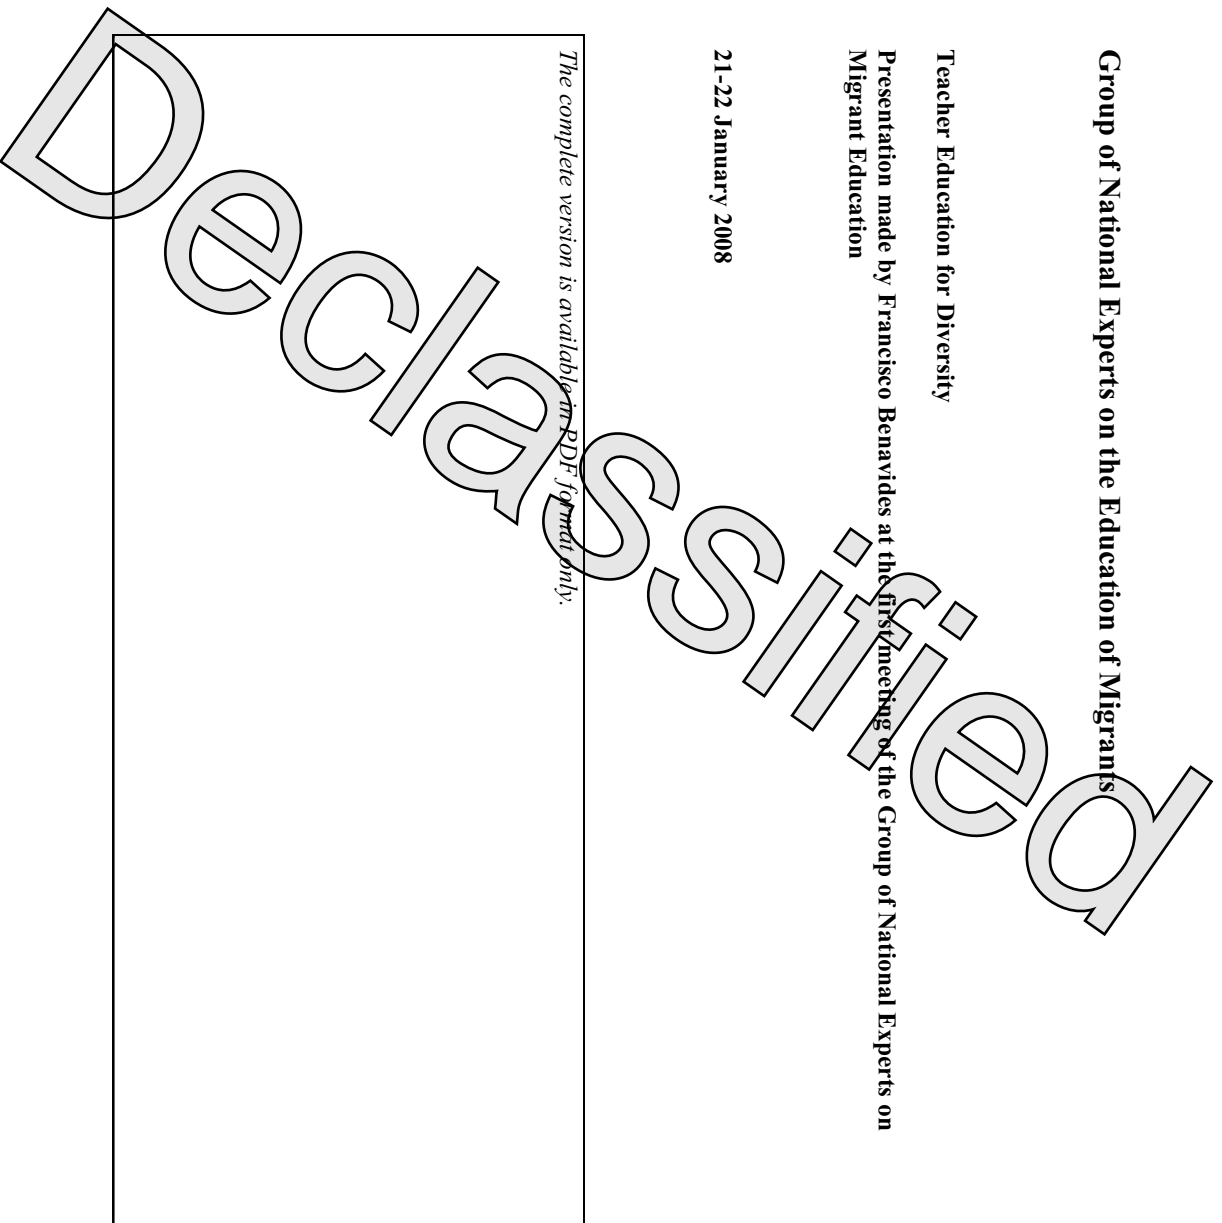 Group of National Experts on the Education of Migrants
Teacher Education for Diversity
Presentation made by Francisco Benavides at the first meeting of the Group of National Experts on
Migrant Education
21-22 January 2008
The complete version is available in PDF format only.
Declassified